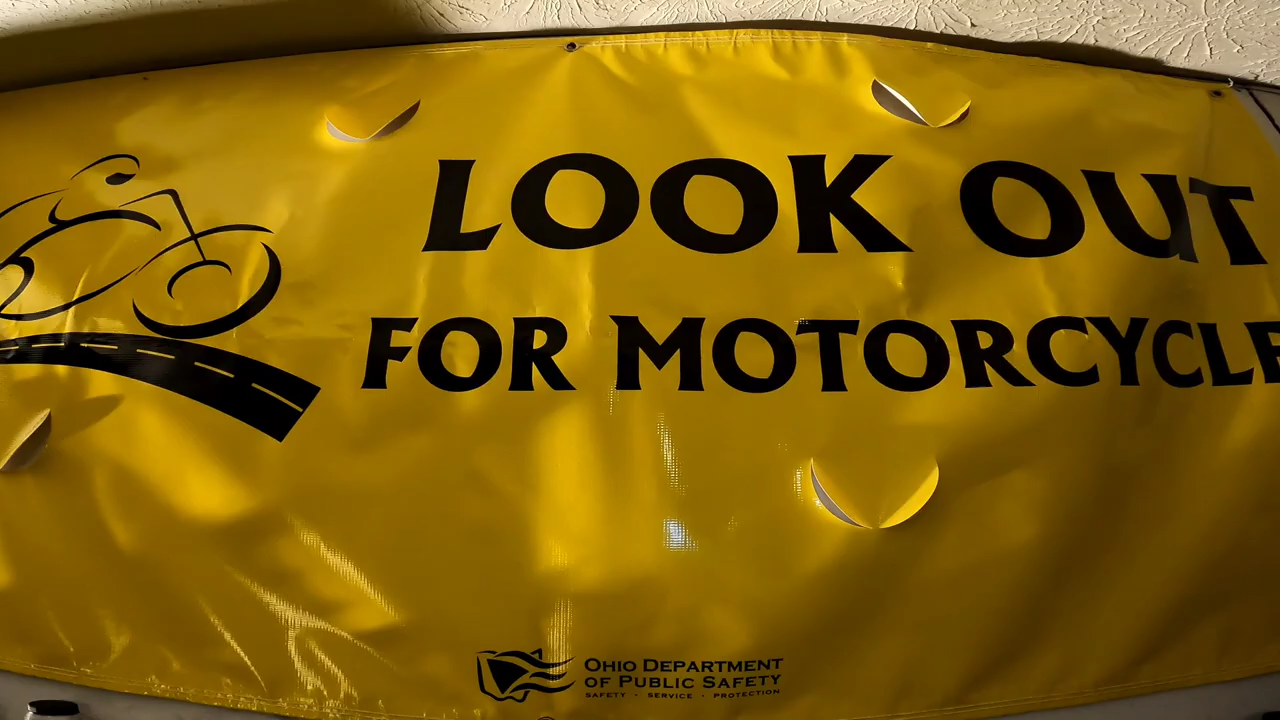 LOOK OUT
FOR MOTORCYCLE
OHIO DEPARTMENT
OF PUBLIC SAFETY
SAFETY · SERVICE · PROTECTION